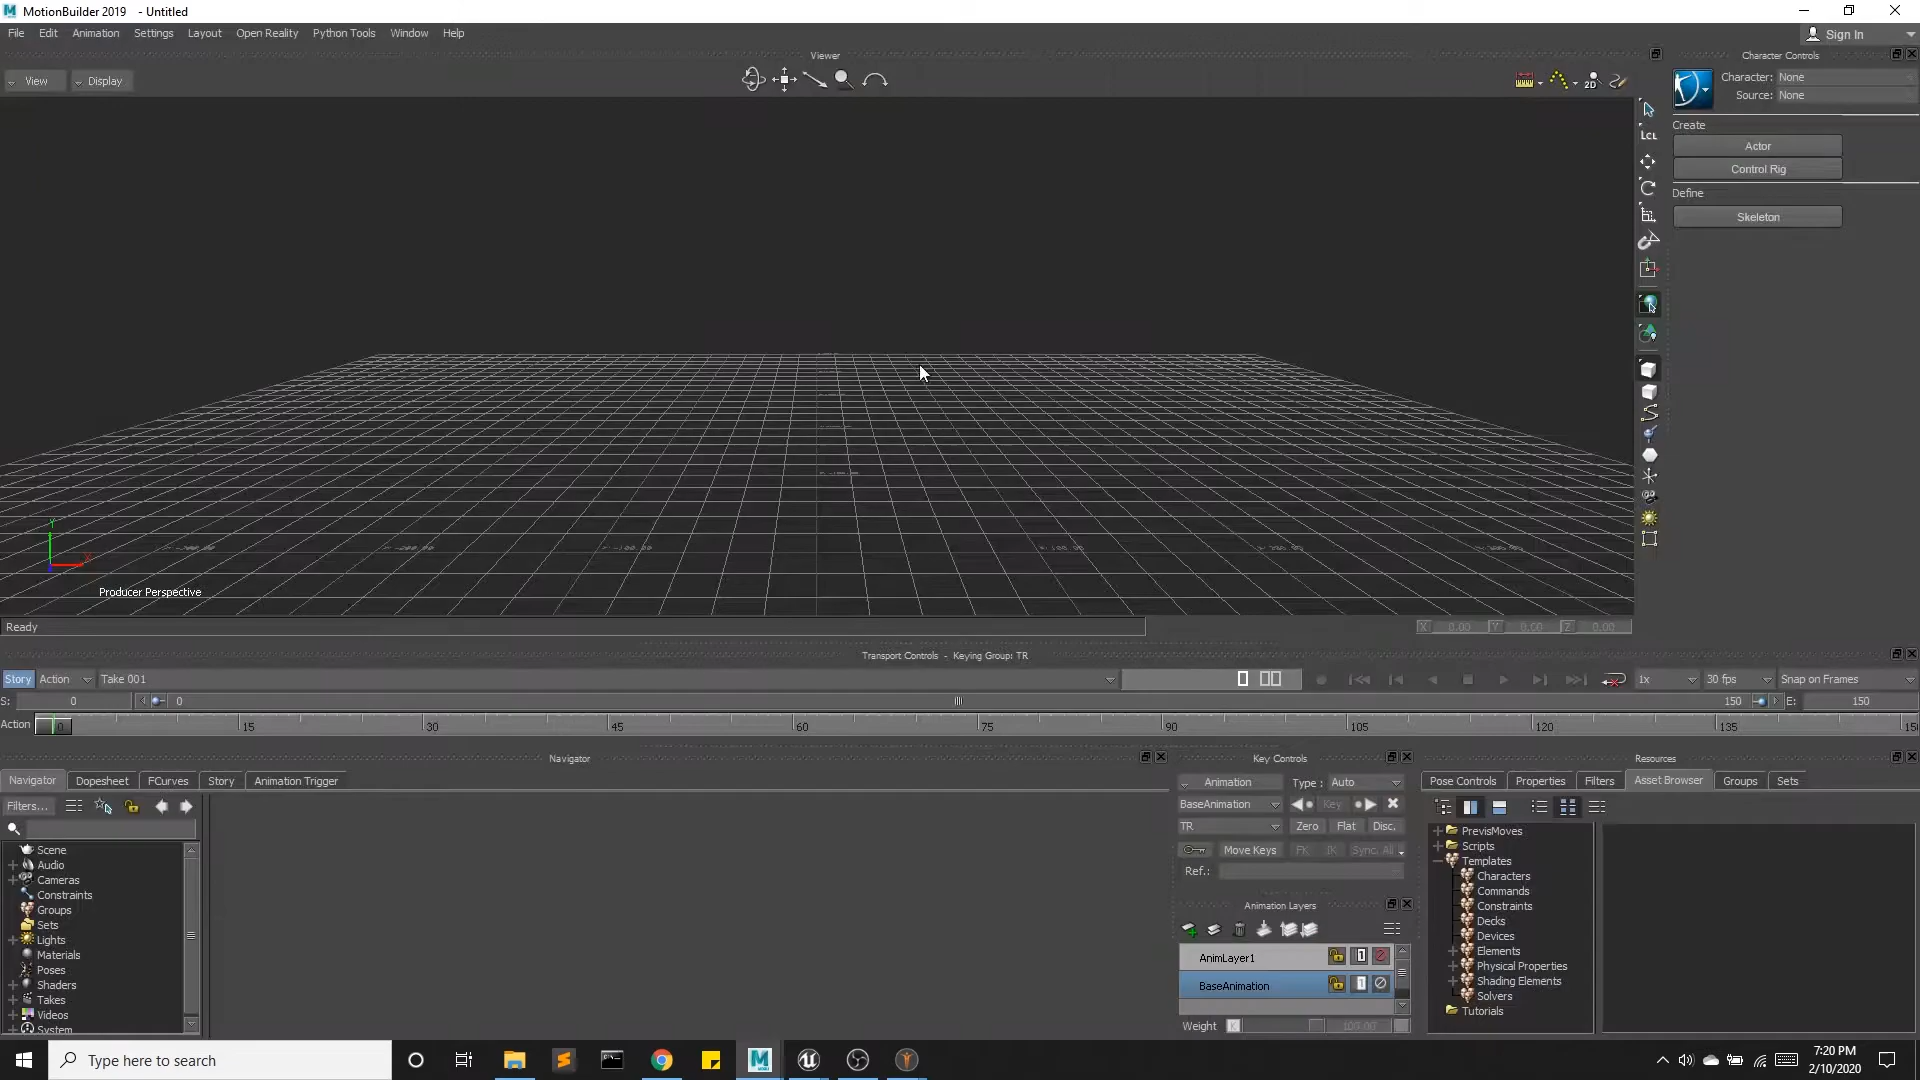 MotionBuilder 2019 - Untitled
File Edit Animation Settings Layout Open Reality Python Tools Window Help
Sign In
Viewer
Character Controls
View Display
2D
Character: None
Source: None
LCL
Create
Actor
Control Rig
Define
Skeleton
Y
X
Producer Perspective
Ready
X 0.00 Y 0.00 Z 0.00
Transport Controls - Keying Group: TR
Story Action Take 001
1x 30 fps Snap on Frames
S: 0 0 150 E: 150
Action 0 15 30 45 60 75 90 105 120 135 15
Navigator
Key Controls
Resources
Navigator Dopesheet FCurves Story Animation Trigger
Animation Type : Auto
Pose Controls Properties Filters Asset Browser Groups Sets
Filters...
BaseAnimation Key
TR Zero Flat Disc.
Move Keys FK IK Sync. All
Ref.:
Scene
Audio
Cameras
Constraints
Groups
Sets
Lights
Materials
Poses
Shaders
Takes
Videos
System
Animation Layers
AnimLayer1 1
BaseAnimation 1
Weight K 100.00
PrevisMoves
Scripts
Templates
Characters
Commands
Constraints
Decks
Devices
Elements
Physical Properties
Shading Elements
Solvers
Tutorials
Type here to search
7:20 PM
2/10/2020